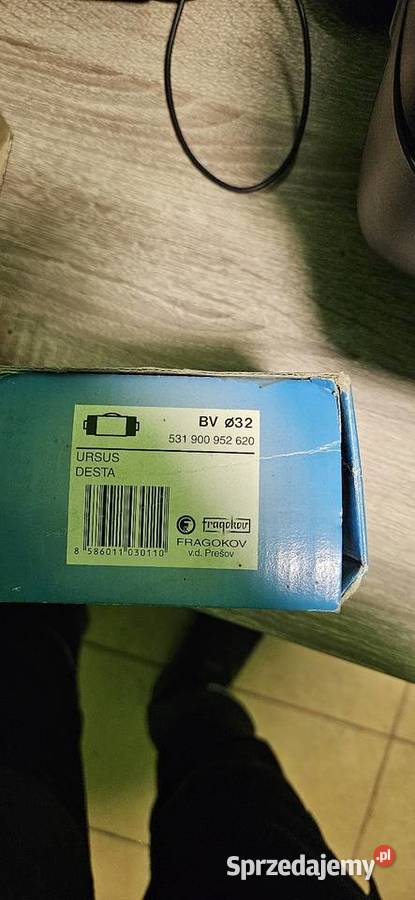 BV ø32
531 900 952 620
URSUS
DESTA
fragokov
FRAGOKOV
v.d. Prešov
8 586011 030110
Sprzedajemy.pl